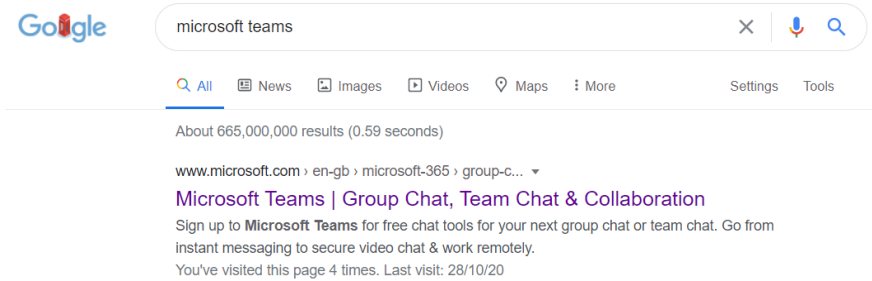 Google
microsoft teams
All News Images Videos Maps More Settings Tools
About 665,000,000 results (0.59 seconds)
www.microsoft.com › en-gb › microsoft-365 › group-c...
Microsoft Teams | Group Chat, Team Chat & Collaboration
Sign up to Microsoft Teams for free chat tools for your next group chat or team chat. Go from
instant messaging to secure video chat & work remotely.
You've visited this page 4 times. Last visit: 28/10/20